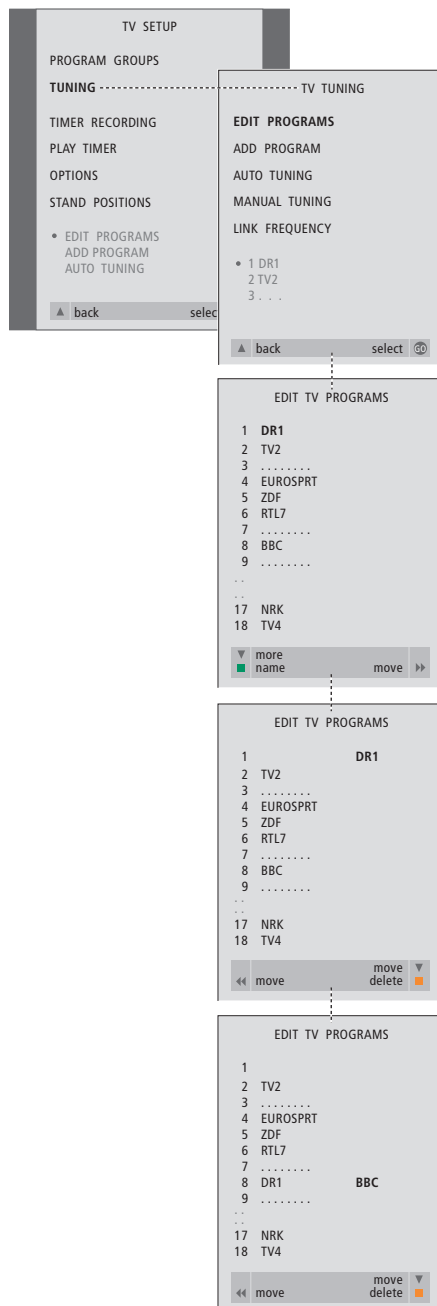 TV SETUP
PROGRAM GROUPS
TUNING
TIMER RECORDING
PLAY TIMER
OPTIONS
STAND POSITIONS
• EDIT PROGRAMS
ADD PROGRAM
AUTO TUNING
▲ back selec
TV TUNING
EDIT PROGRAMS
ADD PROGRAM
AUTO TUNING
MANUAL TUNING
LINK FREQUENCY
• 1 DR1
2 TV2
3 . . .
▲ back select GO
EDIT TV PROGRAMS
1 DR1
2 TV2
3 . . . . . . . .
4 EUROSPRT
5 ZDF
6 RTL7
7 . . . . . . . .
8 BBC
9 . . . . . . . .
. .
. .
17 NRK
18 TV4
▼ more
name move ▶▶
EDIT TV PROGRAMS
1 DR1
2 TV2
3 . . . . . . . .
4 EUROSPRT
5 ZDF
6 RTL7
7 . . . . . . . .
8 BBC
9 . . . . . . . .
. .
. .
17 NRK
18 TV4
move ▼
◀◀ move delete
EDIT TV PROGRAMS
1
2 TV2
3 . . . . . . . .
4 EUROSPRT
5 ZDF
6 RTL7
7 . . . . . . . .
8 DR1 BBC
9 . . . . . . . .
. .
. .
17 NRK
18 TV4
move ▼
◀◀ move delete